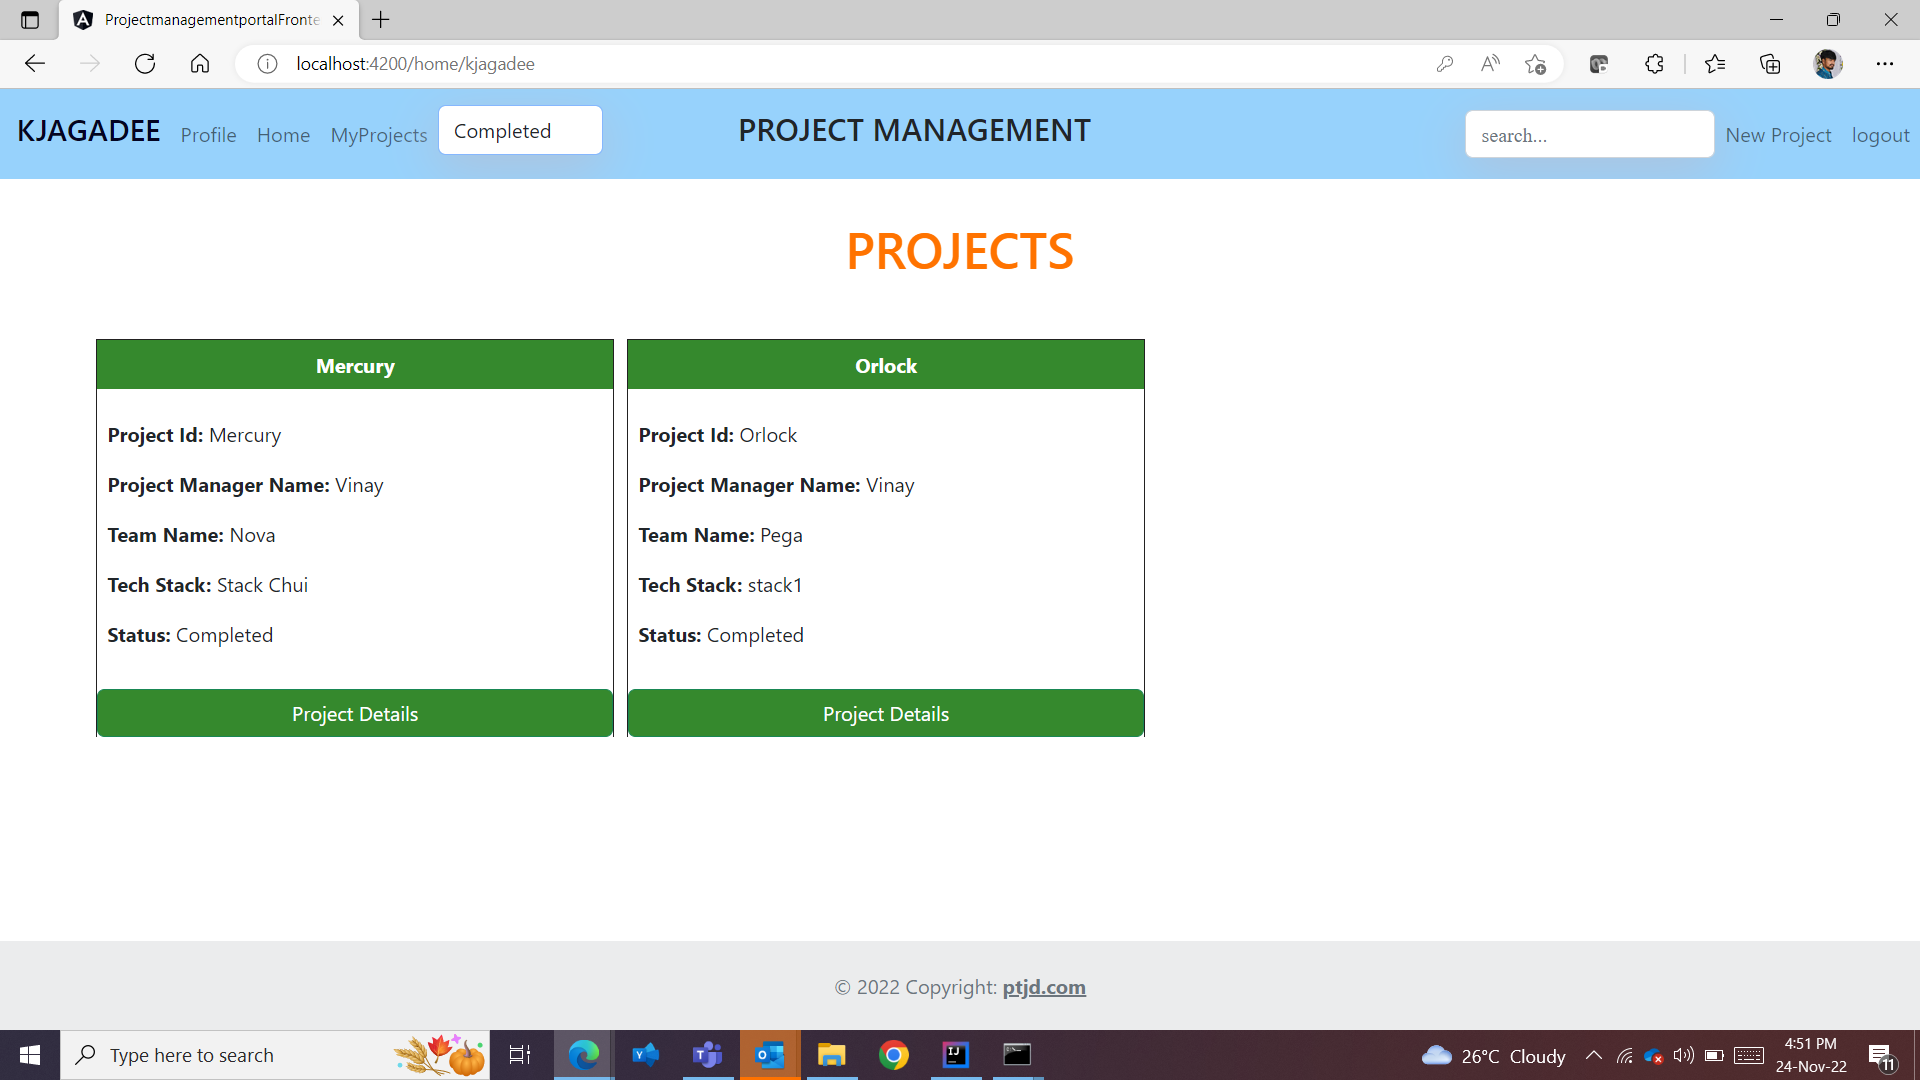 ProjectmanagementportalFronte
localhost:4200/home/kjagadee
KJAGADEE Profile Home MyProjects Completed PROJECT MANAGEMENT search... New Project logout
PROJECTS
Mercury
Project Id: Mercury
Project Manager Name: Vinay
Team Name: Nova
Tech Stack: Stack Chui
Status: Completed
Project Details
Orlock
Project Id: Orlock
Project Manager Name: Vinay
Team Name: Pega
Tech Stack: stack1
Status: Completed
Project Details
© 2022 Copyright: ptjd.com
Type here to search
26°C Cloudy
4:51 PM
24-Nov-22
11